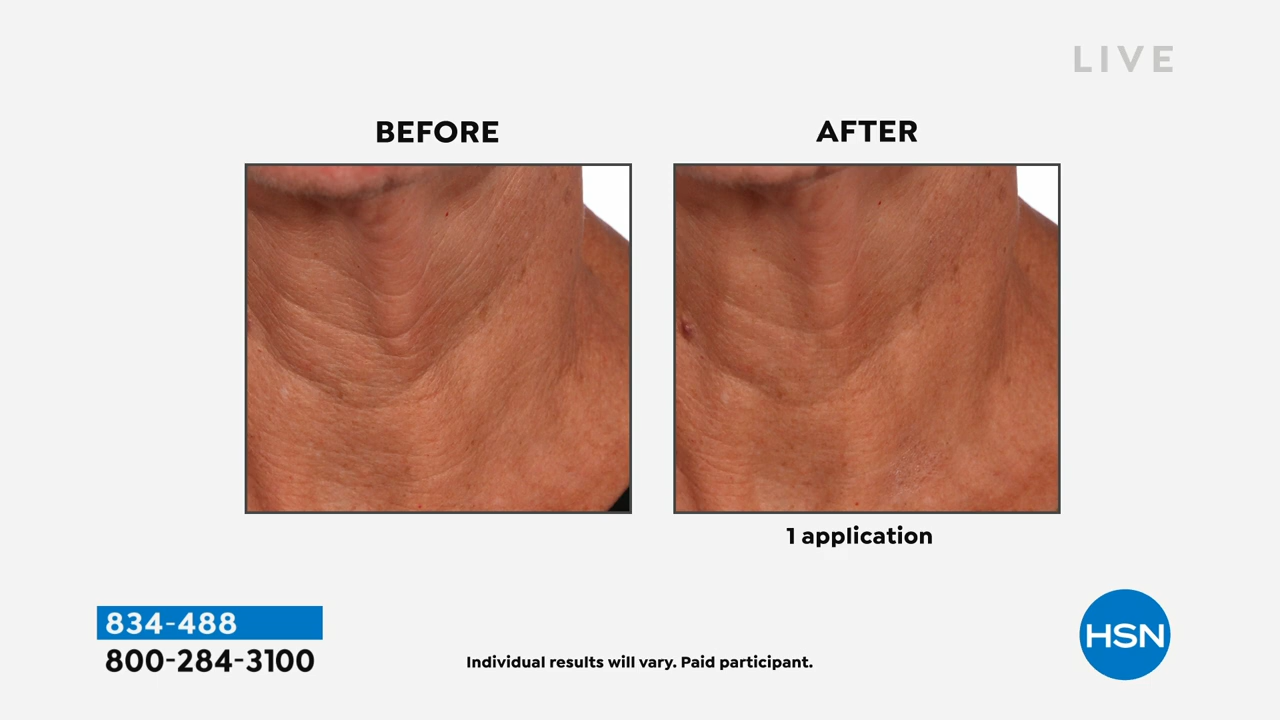 LIVE
BEFORE
AFTER
1 application
834-488
800-284-3100
Individual results will vary. Paid participant.
HSN